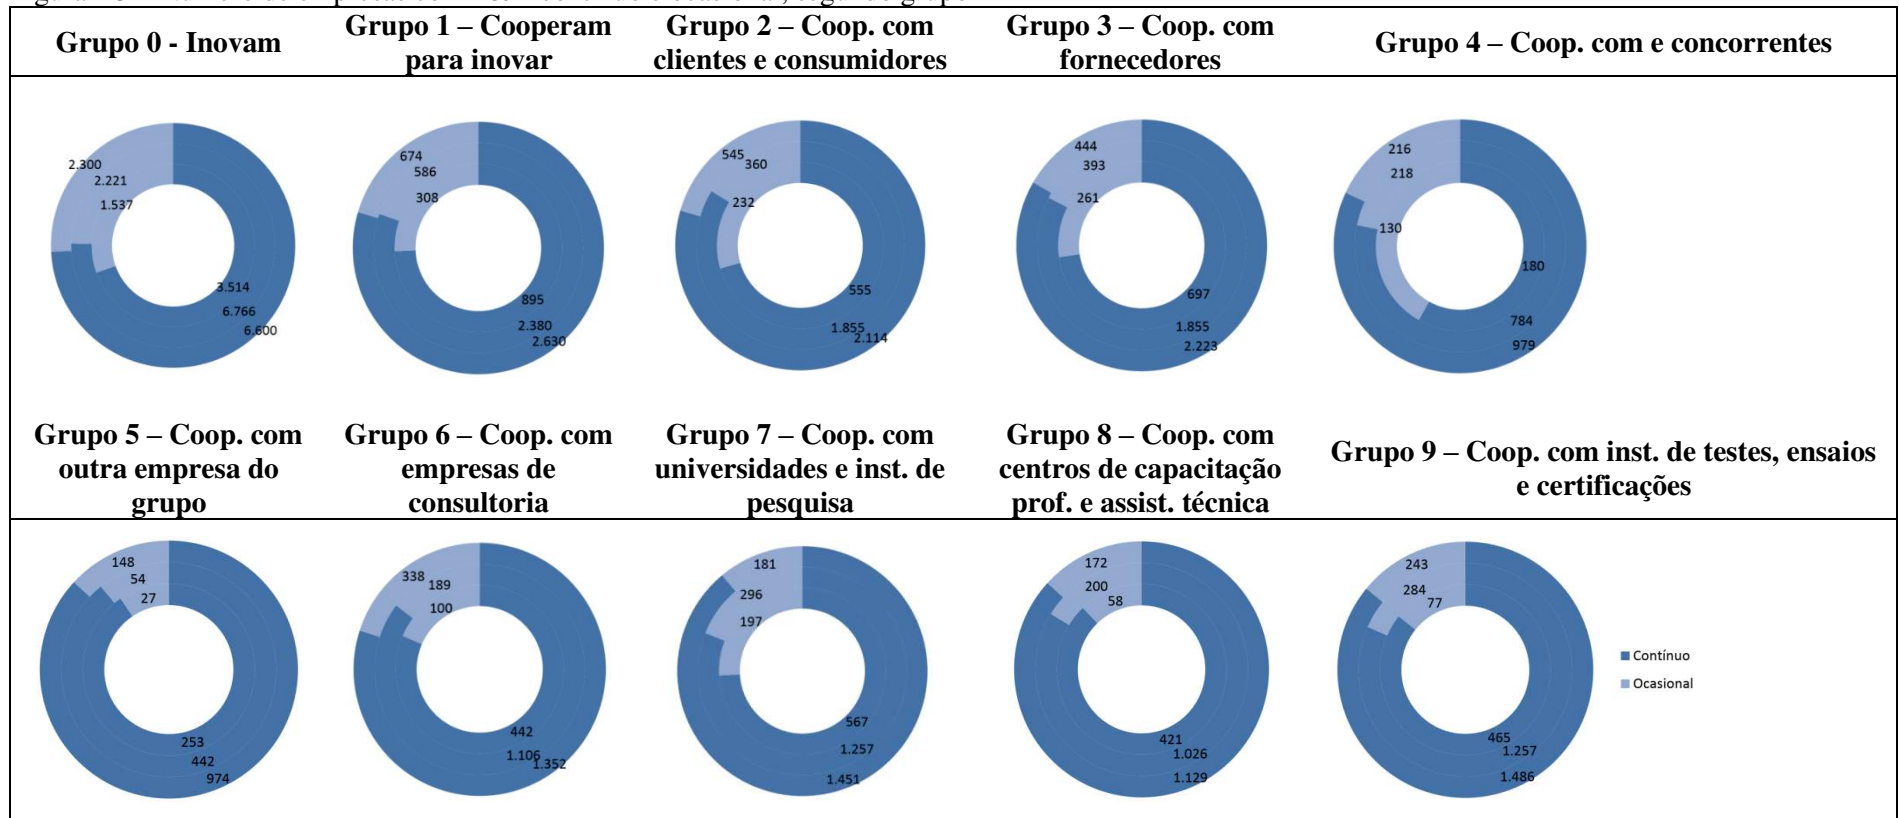 Grupo 0 - Inovam
Grupo 1 – Cooperam
para inovar
Grupo 2 – Coop. com
clientes e consumidores
Grupo 3 – Coop. com
fornecedores
Grupo 4 – Coop. com e concorrentes
2.300
2.221
1.537
3.514
6.766
6.600
674
586
308
895
2.380
2.630
545
360
232
555
1.855
2.114
444
393
261
697
1.855
2.223
216
218
130
180
784
979
Grupo 5 – Coop. com
outra empresa do
grupo
Grupo 6 – Coop. com
empresas de
consultoria
Grupo 7 – Coop. com
universidades e inst. de
pesquisa
Grupo 8 – Coop. com
centros de capacitação
prof. e assist. técnica
Grupo 9 – Coop. com inst. de testes, ensaios
e certificações
148
54
27
253
442
974
338
189
100
442
1.106
1.352
181
296
197
567
1.257
1.451
172
200
58
421
1.026
1.129
243
284
77
465
1.257
1.486
Contínuo
Ocasional